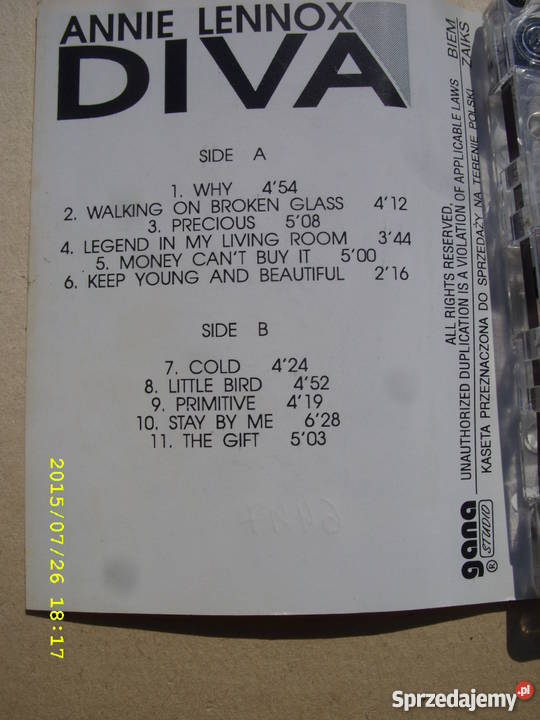 ANNIE LENNOX
DIVA
SIDE A
1. WHY 4'54
2. WALKING ON BROKEN GLASS 4'12
3. PRECIOUS 5'08
4. LEGEND IN MY LIVING ROOM 3'44
5. MONEY CAN'T BUY IT 5'00
6. KEEP YOUNG AND BEAUTIFUL 2'16
SIDE B
7. COLD 4'24
8. LITTLE BIRD 4'52
9. PRIMITIVE 4'19
10. STAY BY ME 6'28
11. THE GIFT 5'03
ALL RIGHTS RESERVED.
UNAUTHORIZED DUPLICATION IS A VIOLATION OF APPLICABLE LAWS
KASETA PRZEZNACZONA DO SPRZEDAŻY NA TERENIE POLSKI
BIEM
ZAIKS
gana
STUDIO ®
2015/07/26 18:17
Sprzedajemy.pl